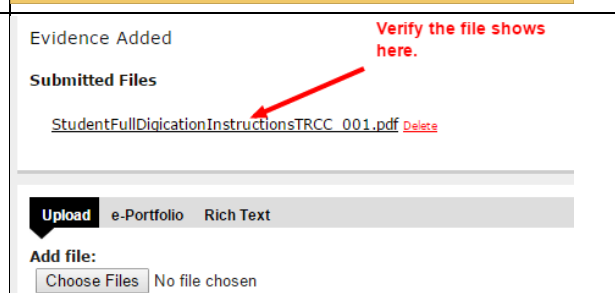 Evidence Added
Verify the file shows
here.
Submitted Files
StudentFullDigicationInstructionsTRCC_001.pdf Delete
Upload e-Portfolio Rich Text
Add file:
Choose Files No file chosen